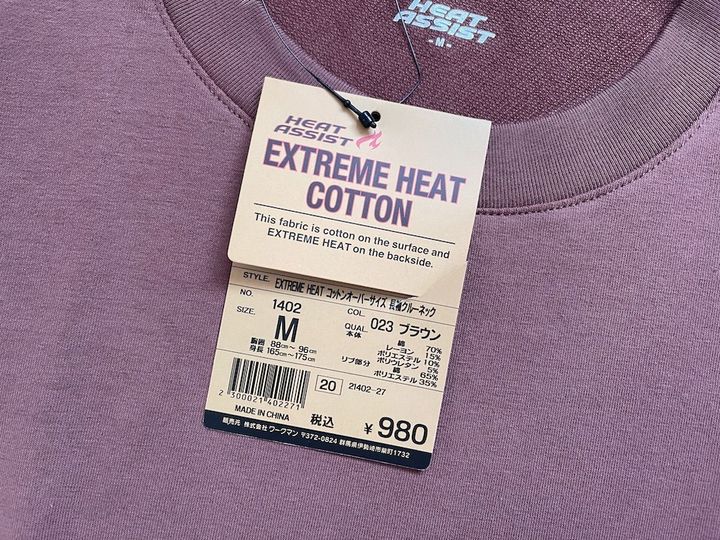 HEAT
ASSIST
-M-
HEAT
ASSIST
EXTREME HEAT
COTTON
This fabric is cotton on the surface and
EXTREME HEAT on the backside.
STYLE. EXTREME HEAT コットンオーバーサイズ 長袖クルーネック
NO. 1402
COL. 023 ブラウン
SIZE. M
胸囲 88cm～ 96cm
身長 165cm～175cm
QUAL. 本体 綿 70%
レーヨン 15%
ポリエステル 10%
ポリウレタン 5%
リブ部分 綿 65%
ポリエステル 35%
20
21402-27
2 300021 402271
MADE IN CHINA
税込 ¥980
販売元 株式会社 ワークマン 〒372-0824 群馬県伊勢崎市柴町1732